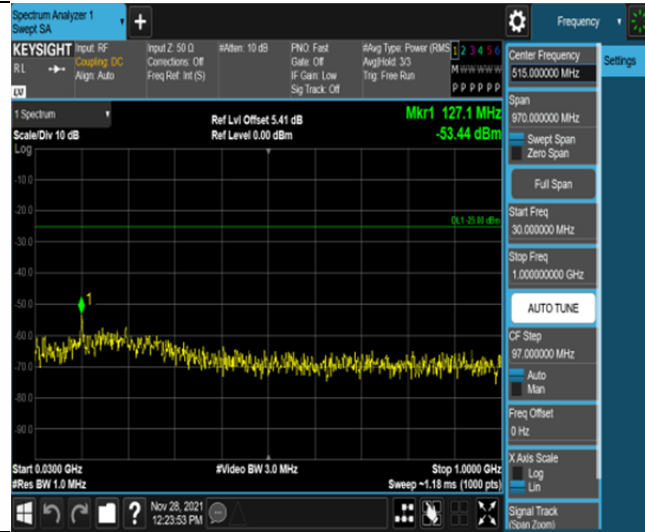 Spectrum Analyzer 1
Swept SA
+
Frequency
KEYSIGHT
RL
LXI
Input: RF
Coupling: DC
Align: Auto
Input Z: 50 Ω
Corrections: Off
Freq Ref: Int (S)
#Atten: 10 dB
PNO: Fast
Gate: Off
IF Gain: Low
Sig Track: Off
#Avg Type: Power (RMS
Avg|Hold: 3/3
Trig: Free Run
1 2 3 4 5 6
M w w w w w
P P P P P P
Settings
1 Spectrum
Scale/Div 10 dB
Log
Ref Lvl Offset 5.41 dB
Ref Level 0.00 dBm
Mkr1 127.1 MHz
-53.44 dBm
-10.0
-20.0
DL1 -25.00 dBm
-30.0
-40.0
1
-50.0
-60.0
-70.0
-80.0
-90.0
Start 0.0300 GHz
#Res BW 1.0 MHz
#Video BW 3.0 MHz
Stop 1.0000 GHz
Sweep ~1.18 ms (1000 pts)
Center Frequency
515.000000 MHz
Span
970.000000 MHz
Swept Span
Zero Span
Full Span
Start Freq
30.000000 MHz
Stop Freq
1.000000000 GHz
AUTO TUNE
CF Step
97.000000 MHz
Auto
Man
Freq Offset
0 Hz
X Axis Scale
Log
Lin
Signal Track
(Span Zoom)
?
Nov 28, 2021
12:23:53 PM